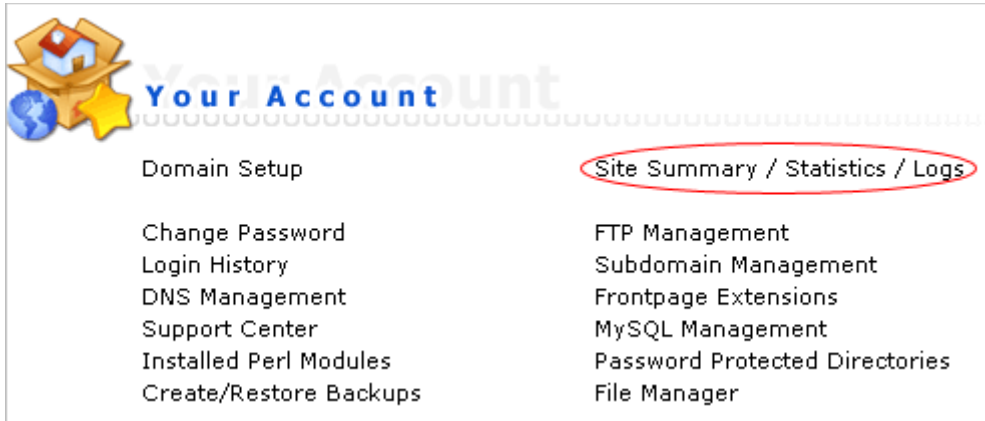 Your Account
Domain Setup
Site Summary / Statistics / Logs
Change Password
FTP Management
Login History
Subdomain Management
DNS Management
Frontpage Extensions
Support Center
MySQL Management
Installed Perl Modules
Password Protected Directories
Create/Restore Backups
File Manager